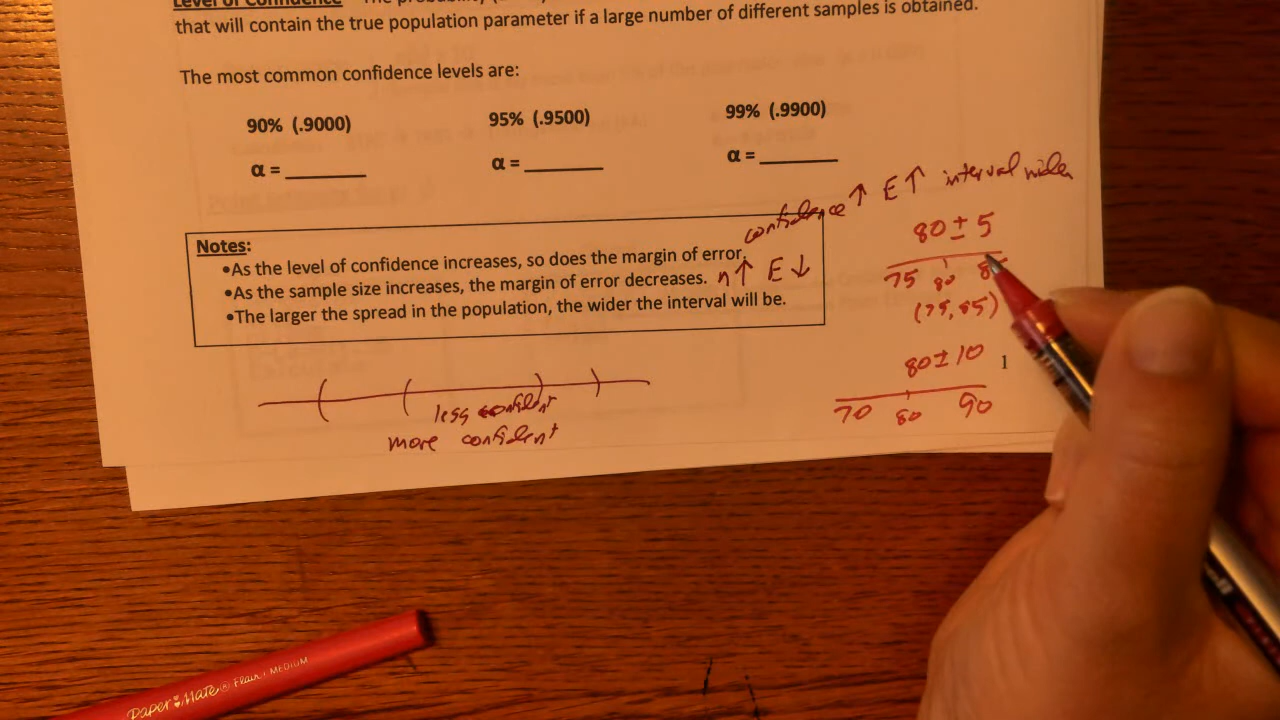 Level of Confidence
that will contain the true population parameter if a large number of different samples is obtained.
The most common confidence levels are:
90% (.9000) 95% (.9500) 99% (.9900)
α = ________ α = ________ α = ________
confidence ↑ E ↑ interval wider
Notes:
•As the level of confidence increases, so does the margin of error.
•As the sample size increases, the margin of error decreases. n↑ E↓
•The larger the spread in the population, the wider the interval will be.
80 ± 5
75 80 85
(75, 85)
80 ± 10
1
70 80 90
less confident
more confident
Paper Mate Flair MEDIUM